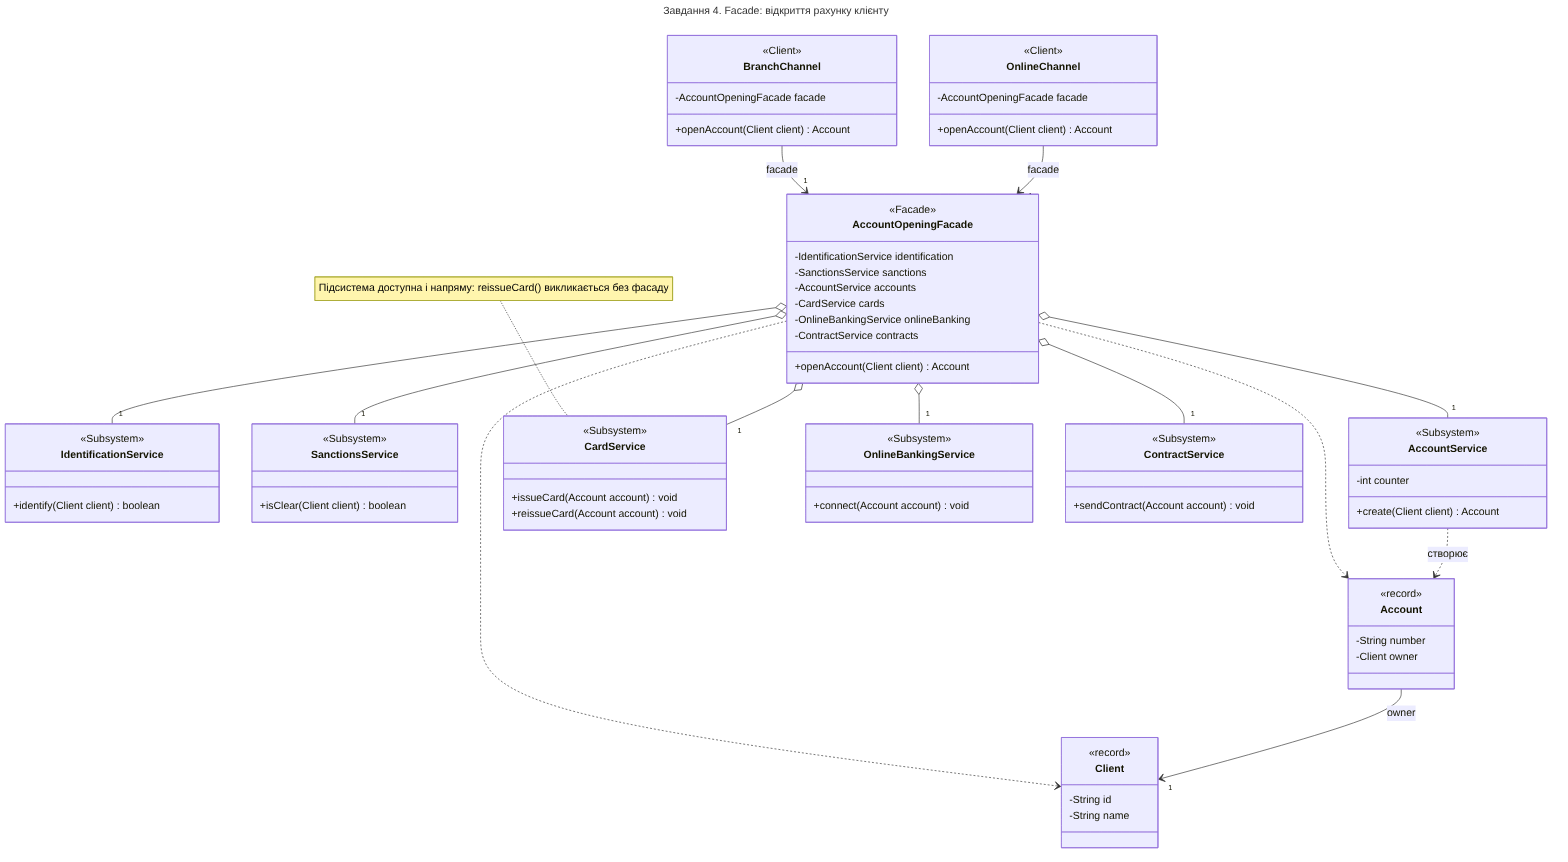 Завдання 4. Facade: відкриття рахунку клієнту
«Client»
BranchChannel
-AccountOpeningFacade facade
+openAccount(Client client) : Account
«Client»
OnlineChannel
-AccountOpeningFacade facade
+openAccount(Client client) : Account
facade
1
facade
«Facade»
AccountOpeningFacade
-IdentificationService identification
-SanctionsService sanctions
-AccountService accounts
-CardService cards
-OnlineBankingService onlineBanking
-ContractService contracts
+openAccount(Client client) : Account
Підсистема доступна і напряму: reissueCard() викликається без фасаду
1
1
1
1
1
1
«Subsystem»
IdentificationService
+identify(Client client) : boolean
«Subsystem»
SanctionsService
+isClear(Client client) : boolean
«Subsystem»
CardService
+issueCard(Account account) : void
+reissueCard(Account account) : void
«Subsystem»
OnlineBankingService
+connect(Account account) : void
«Subsystem»
ContractService
+sendContract(Account account) : void
«Subsystem»
AccountService
-int counter
+create(Client client) : Account
створює
«record»
Account
-String number
-Client owner
owner
1
«record»
Client
-String id
-String name